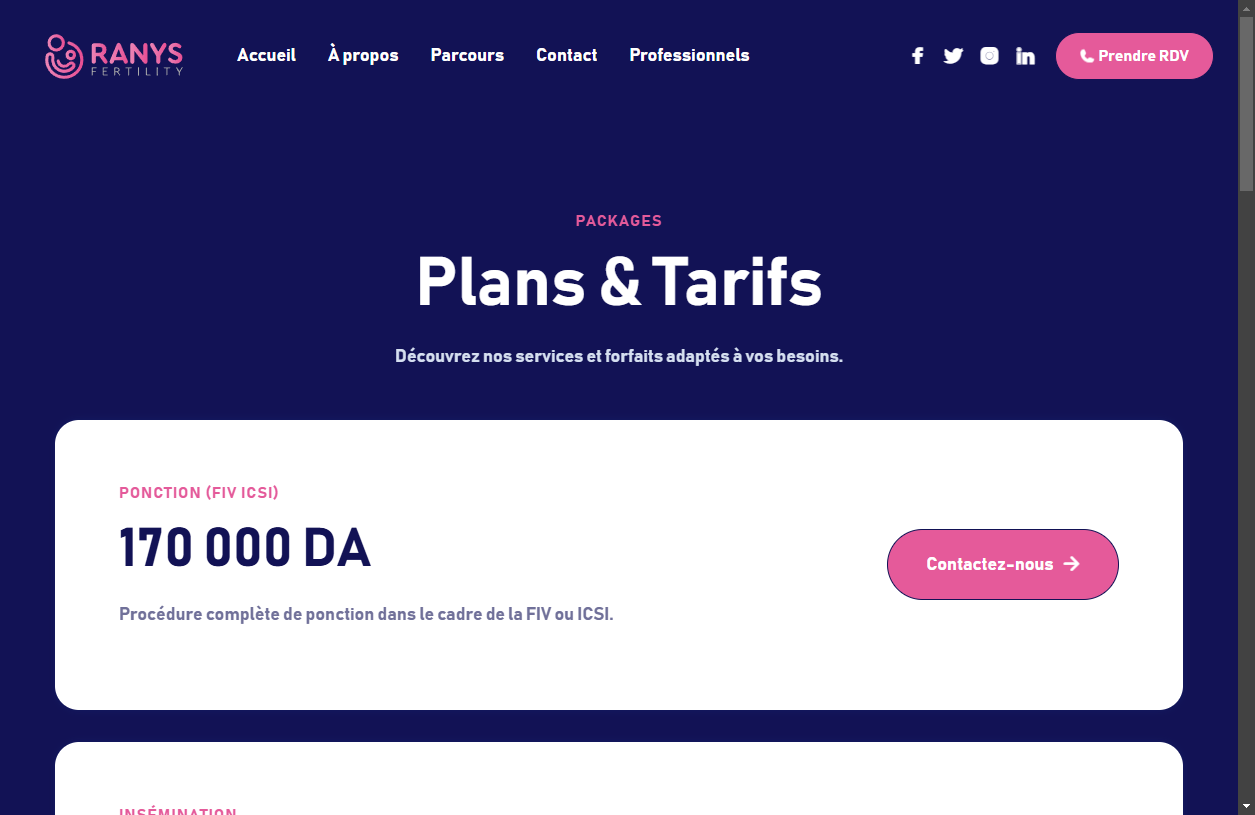 RANYS
FERTILITY
Accueil
À propos
Parcours
Contact
Professionnels
Prendre RDV
PACKAGES
Plans & Tarifs
Découvrez nos services et forfaits adaptés à vos besoins.
PONCTION (FIV ICSI)
170 000 DA
Procédure complète de ponction dans le cadre de la FIV ou ICSI.
Contactez-nous
INSÉMINATION